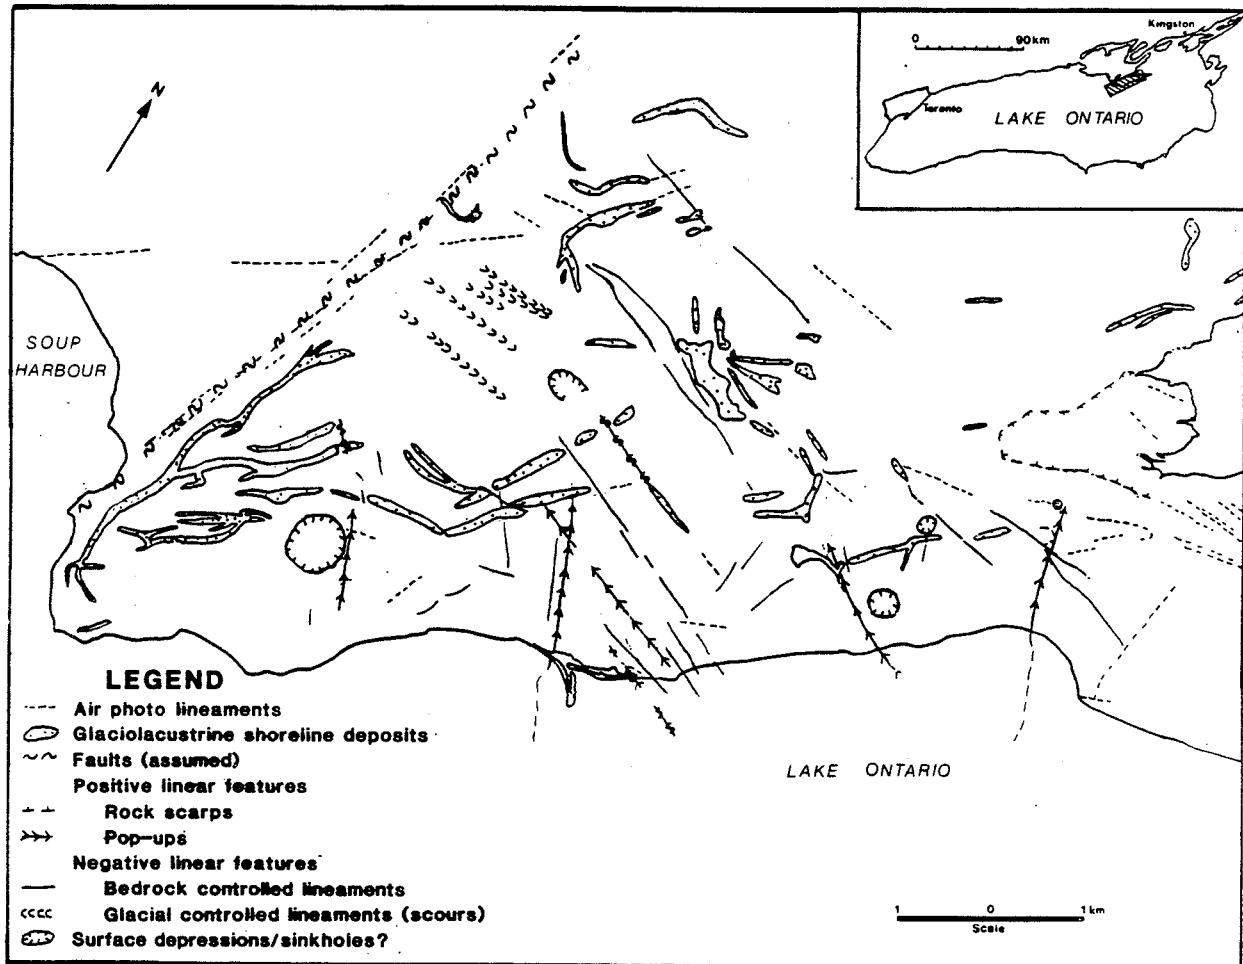 Kingston
0 90km
Toronto
LAKE ONTARIO
N
SOUP
HARBOUR
LEGEND
Air photo lineaments
Glaciolacustrine shoreline deposits
Faults (assumed)
Positive linear features
Rock scarps
Pop-ups
Negative linear features
Bedrock controlled lineaments
Glacial controlled lineaments (scours)
Surface depressions/sinkholes?
LAKE ONTARIO
1 0 1 km
Scale